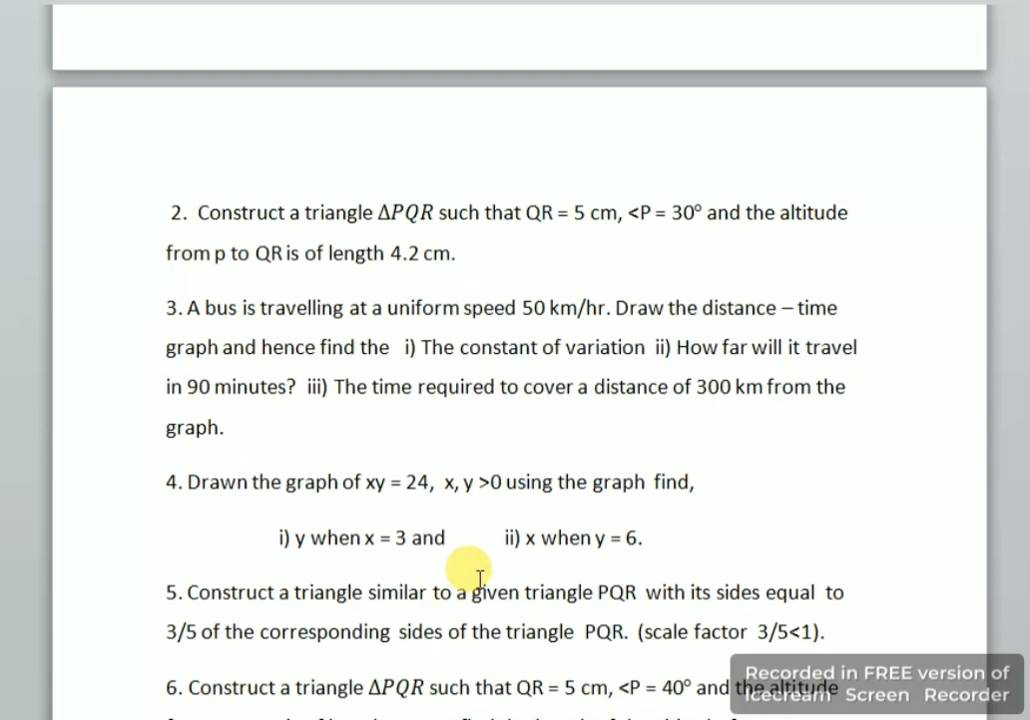 2. Construct a triangle ΔPQR such that QR = 5 cm, <P = 30° and the altitude
from p to QR is of length 4.2 cm.
3. A bus is travelling at a uniform speed 50 km/hr. Draw the distance – time
graph and hence find the i) The constant of variation ii) How far will it travel
in 90 minutes? iii) The time required to cover a distance of 300 km from the
graph.
4. Drawn the graph of xy = 24, x, y >0 using the graph find,
i) y when x = 3 and ii) x when y = 6.
5. Construct a triangle similar to a given triangle PQR with its sides equal to
3/5 of the corresponding sides of the triangle PQR. (scale factor 3/5<1).
6. Construct a triangle ΔPQR such that QR = 5 cm, <P = 40° and the altitude
Recorded in FREE version of
Icecream Screen Recorder